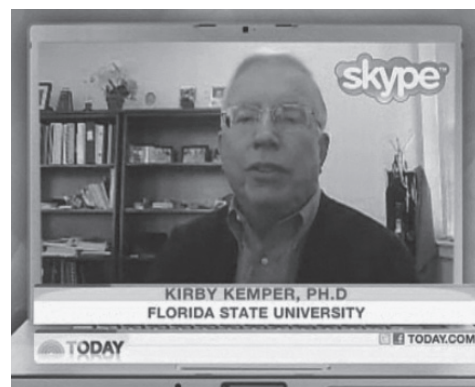 skype
KIRBY KEMPER, PH.D
FLORIDA STATE UNIVERSITY
TODAY
TODAY.COM